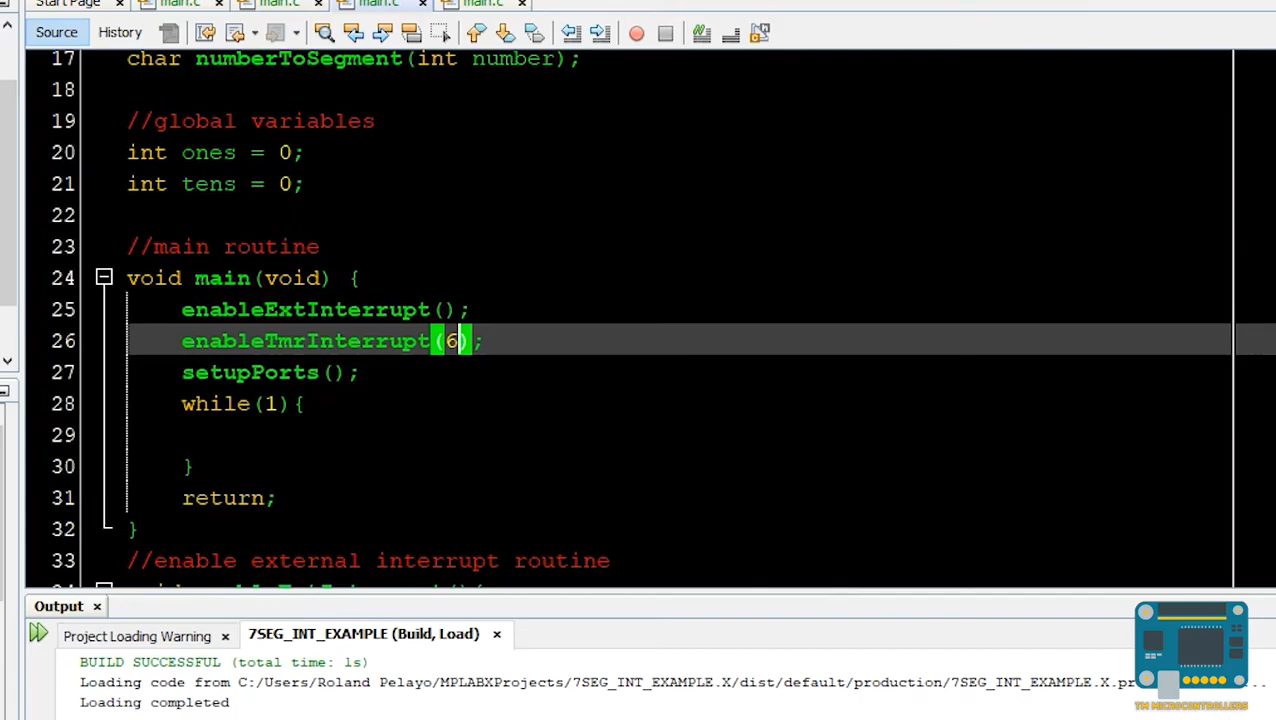 Start Page x main.c x main.c x main.c x main.c x
Source History
17 char numberToSegment(int number);
18
19 //global variables
20 int ones = 0;
21 int tens = 0;
22
23 //main routine
24 void main(void) {
25 enableExtInterrupt();
26 enableTmrInterrupt(6);
27 setupPorts();
28 while(1){
29
30 }
31 return;
32 }
33 //enable external interrupt routine
Output x
Project Loading Warning x 7SEG_INT_EXAMPLE (Build, Load) x
BUILD SUCCESSFUL (total time: 1s)
Loading code from C:/Users/Roland Pelayo/MPLABXProjects/7SEG_INT_EXAMPLE.X/dist/default/production/7SEG_INT_EXAMPLE.X.pr
Loading completed
TM MICROCONTROLLERS